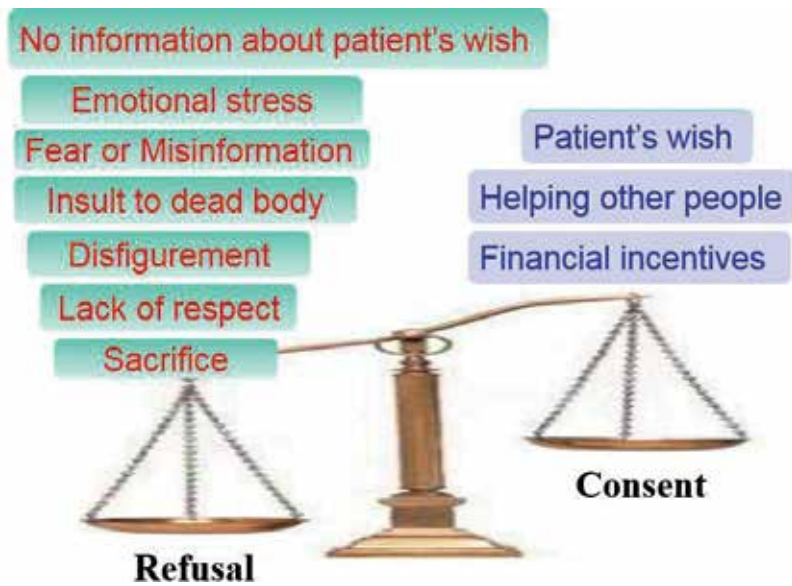 No information about patient's wish
Emotional stress
Fear or Misinformation
Insult to dead body
Disfigurement
Lack of respect
Sacrifice
Refusal
Patient's wish
Helping other people
Financial incentives
Consent